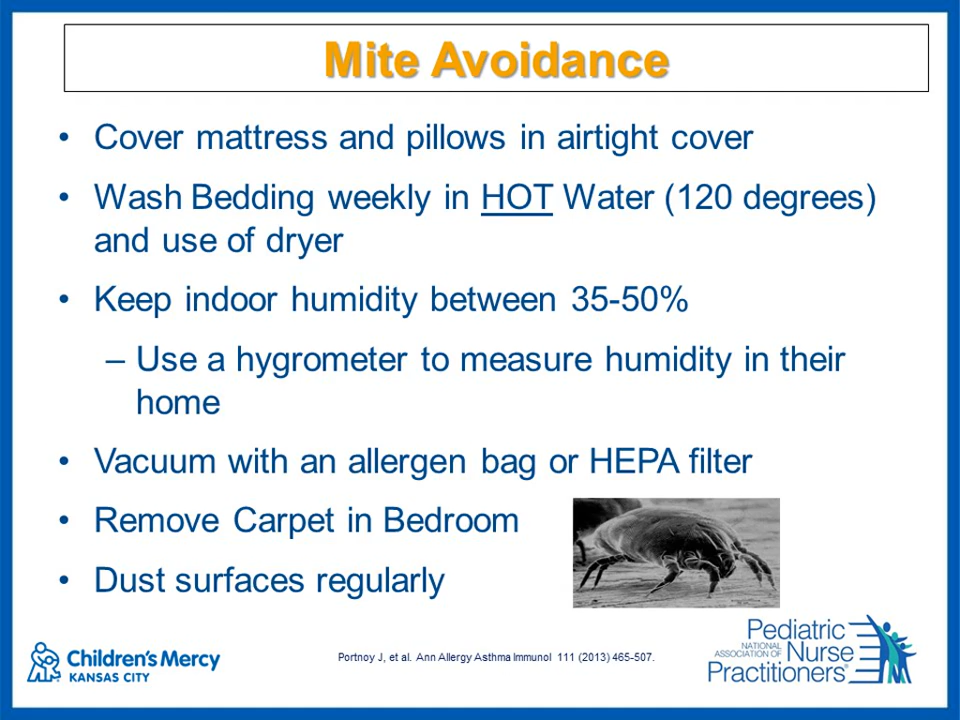 Mite Avoidance
• Cover mattress and pillows in airtight cover
• Wash Bedding weekly in HOT Water (120 degrees)
and use of dryer
• Keep indoor humidity between 35-50%
– Use a hygrometer to measure humidity in their
home
• Vacuum with an allergen bag or HEPA filter
• Remove Carpet in Bedroom
• Dust surfaces regularly
Children's Mercy
KANSAS CITY
Portnoy J, et al. Ann Allergy Asthma Immunol 111 (2013) 465-507.
Pediatric
NATIONAL ASSOCIATION OF Nurse
Practitioners®